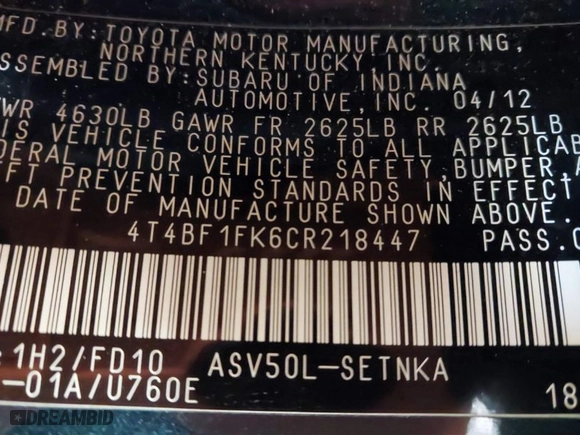 MFD BY:TOYOTA MOTOR MANUFACTURING,
NORTHERN KENTUCKY, INC.
SSEMBLED BY:SUBARU OF INDIANA
AUTOMOTIVE,INC. 04/12
VWR 4630LB GAWR FR 2625LB RR 2625LB
IS VEHICLE CONFORMS TO ALL APPLICAB
DERAL MOTOR VEHICLE SAFETY,BUMPER,A
EFT PREVENTION STANDARDS IN EFFECT
DATE OF MANUFACTURE SHOWN ABOVE.
4T4BF1FK6CR218447 PASS.C
:1H2/FD10 ASV50L-SETNKA
-01A/U760E 18
DREAMBID